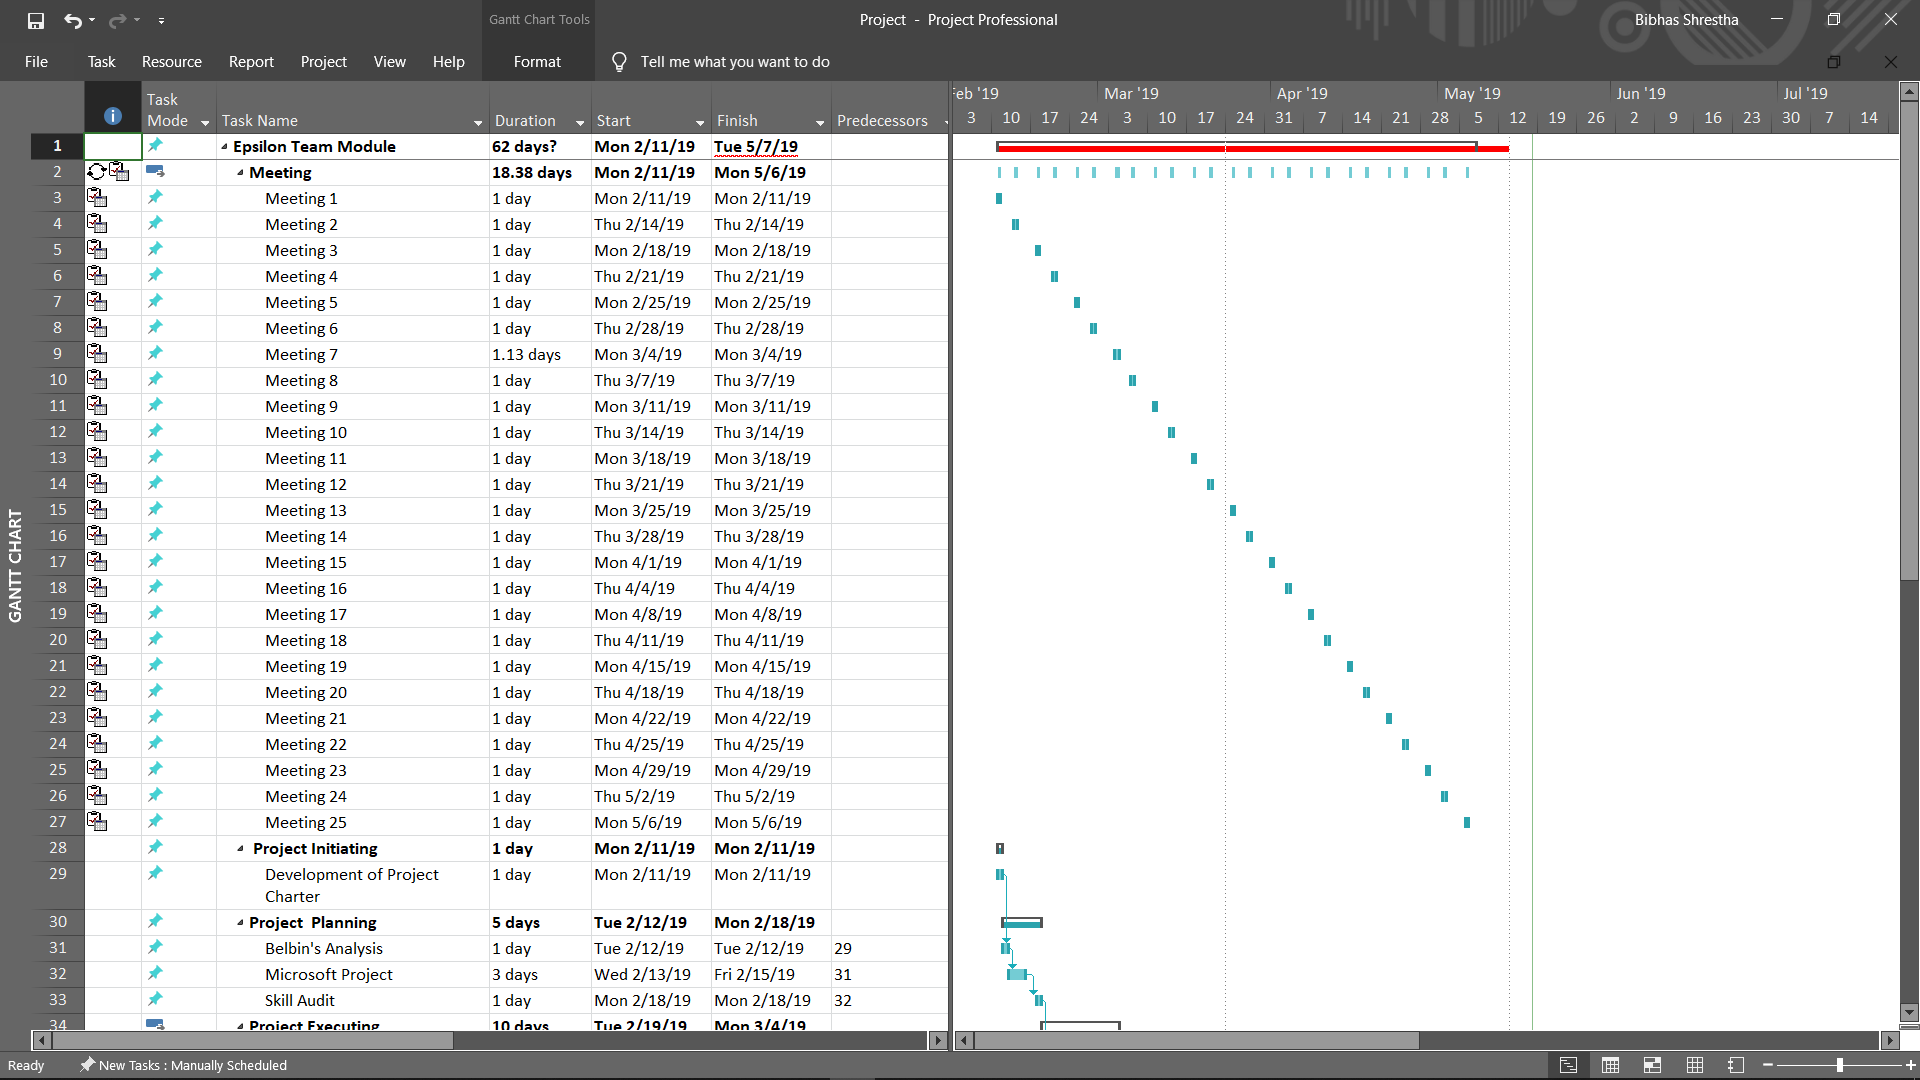 Gantt Chart Tools
Project - Project Professional
Bibhas Shrestha
File Task Resource Report Project View Help Format Tell me what you want to do
Task Mode Task Name Duration Start Finish Predecessors
eb '19 Mar '19 Apr '19 May '19 Jun '19 Jul '19
3 10 17 24 3 10 17 24 31 7 14 21 28 5 12 19 26 2 9 16 23 30 7 14
GANTT CHART
1 Epsilon Team Module 62 days? Mon 2/11/19 Tue 5/7/19
2 Meeting 18.38 days Mon 2/11/19 Mon 5/6/19
3 Meeting 1 1 day Mon 2/11/19 Mon 2/11/19
4 Meeting 2 1 day Thu 2/14/19 Thu 2/14/19
5 Meeting 3 1 day Mon 2/18/19 Mon 2/18/19
6 Meeting 4 1 day Thu 2/21/19 Thu 2/21/19
7 Meeting 5 1 day Mon 2/25/19 Mon 2/25/19
8 Meeting 6 1 day Thu 2/28/19 Thu 2/28/19
9 Meeting 7 1.13 days Mon 3/4/19 Mon 3/4/19
10 Meeting 8 1 day Thu 3/7/19 Thu 3/7/19
11 Meeting 9 1 day Mon 3/11/19 Mon 3/11/19
12 Meeting 10 1 day Thu 3/14/19 Thu 3/14/19
13 Meeting 11 1 day Mon 3/18/19 Mon 3/18/19
14 Meeting 12 1 day Thu 3/21/19 Thu 3/21/19
15 Meeting 13 1 day Mon 3/25/19 Mon 3/25/19
16 Meeting 14 1 day Thu 3/28/19 Thu 3/28/19
17 Meeting 15 1 day Mon 4/1/19 Mon 4/1/19
18 Meeting 16 1 day Thu 4/4/19 Thu 4/4/19
19 Meeting 17 1 day Mon 4/8/19 Mon 4/8/19
20 Meeting 18 1 day Thu 4/11/19 Thu 4/11/19
21 Meeting 19 1 day Mon 4/15/19 Mon 4/15/19
22 Meeting 20 1 day Thu 4/18/19 Thu 4/18/19
23 Meeting 21 1 day Mon 4/22/19 Mon 4/22/19
24 Meeting 22 1 day Thu 4/25/19 Thu 4/25/19
25 Meeting 23 1 day Mon 4/29/19 Mon 4/29/19
26 Meeting 24 1 day Thu 5/2/19 Thu 5/2/19
27 Meeting 25 1 day Mon 5/6/19 Mon 5/6/19
28 Project Initiating 1 day Mon 2/11/19 Mon 2/11/19
29 Development of Project 1 day Mon 2/11/19 Mon 2/11/19
Charter
30 Project Planning 5 days Tue 2/12/19 Mon 2/18/19
31 Belbin's Analysis 1 day Tue 2/12/19 Tue 2/12/19 29
32 Microsoft Project 3 days Wed 2/13/19 Fri 2/15/19 31
33 Skill Audit 1 day Mon 2/18/19 Mon 2/18/19 32
34 Project Executing 10 days Tue 2/19/19 Mon 3/4/19
Ready New Tasks : Manually Scheduled